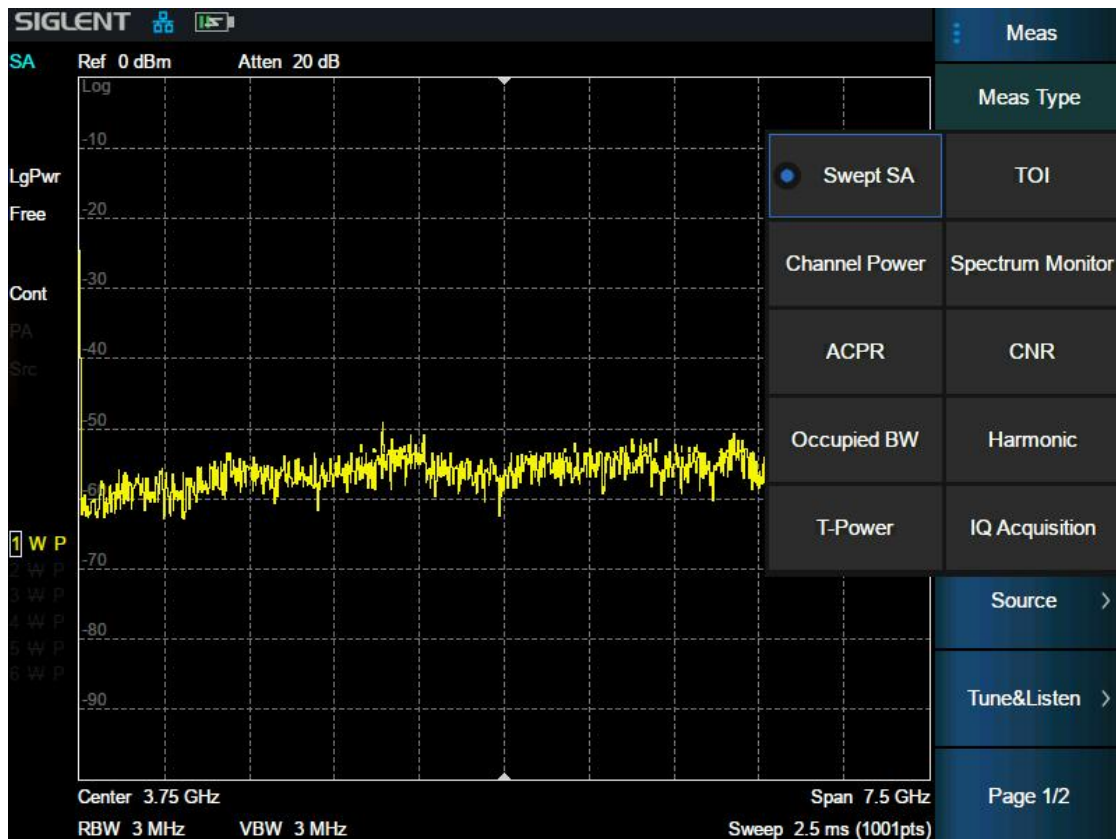 SIGLENT
Meas
SA Ref 0 dBm Atten 20 dB
Log
Meas Type
-10
LgPwr
Swept SA TOI
Free
-20
Channel Power Spectrum Monitor
-30
Cont
PA
-40
ACPR CNR
Src
-50
Occupied BW Harmonic
-60
T-Power IQ Acquisition
1 W P
-70
2 W P
3 W P
Source >
4 W P
-80
5 W P
6 W P
-90
Tune&Listen >
Center 3.75 GHz Span 7.5 GHz
Page 1/2
RBW 3 MHz VBW 3 MHz Sweep 2.5 ms (1001pts)